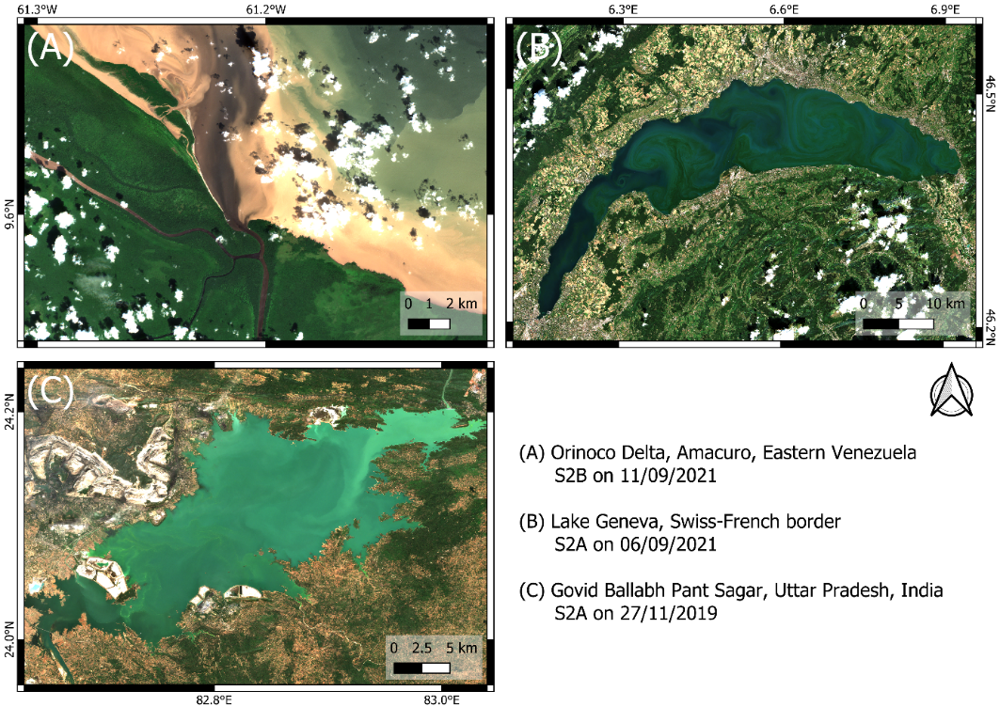 61.3°W 61.2°W
(A)
9.6°N
0 1 2 km
6.3°E 6.6°E 6.9°E
(B)
46.5°N
46.2°N
0 5 10 km
(C)
24.2°N
24.0°N
0 2.5 5 km
82.8°E 83.0°E
(A) Orinoco Delta, Amacuro, Eastern Venezuela
S2B on 11/09/2021
(B) Lake Geneva, Swiss-French border
S2A on 06/09/2021
(C) Govid Ballabh Pant Sagar, Uttar Pradesh, India
S2A on 27/11/2019